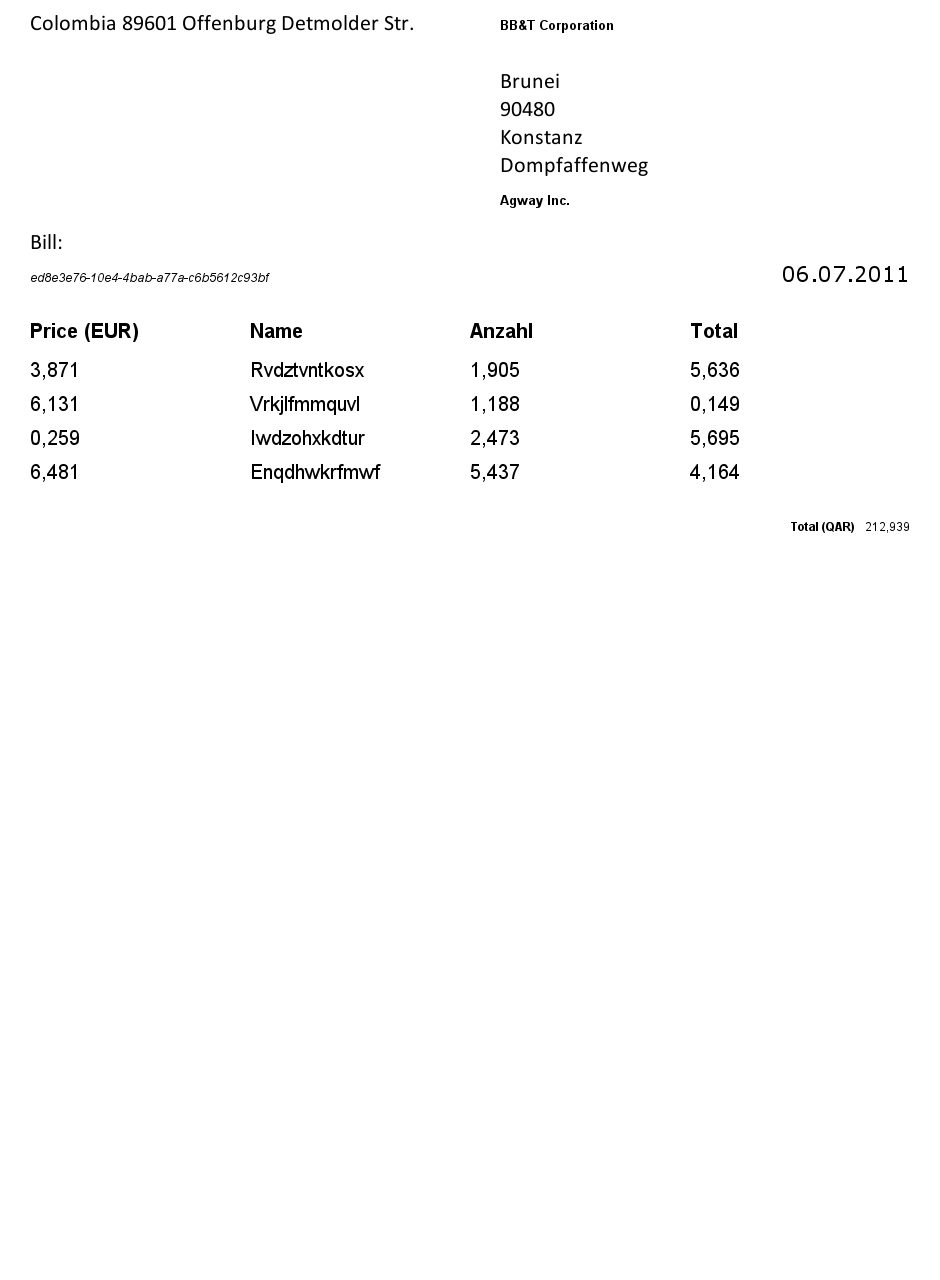 Colombia 89601 Offenburg Detmolder Str.
BB&T Corporation
Brunei
90480
Konstanz
Dompfaffenweg
Agway Inc.
Bill:
ed8e3e76-10e4-4bab-a77a-c6b5612c93bf
06.07.2011
Price (EUR) Name Anzahl Total
3,871 Rvdztvntkosx 1,905 5,636
6,131 Vrkjlfmmquvl 1,188 0,149
0,259 Iwdzohxkdtur 2,473 5,695
6,481 Enqdhwkrfmwf 5,437 4,164
Total (QAR) 212,939